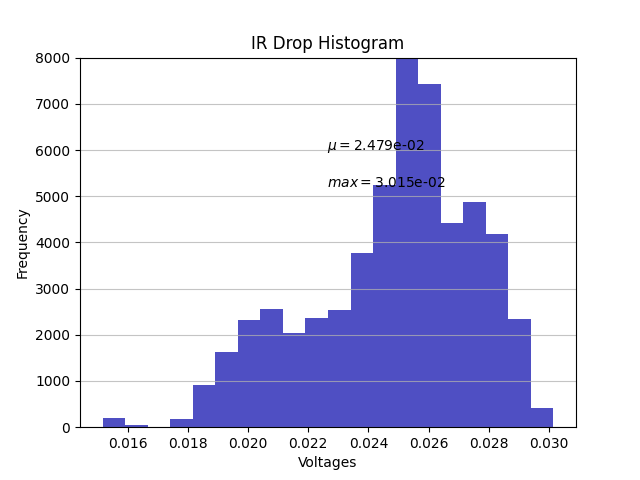 IR Drop Histogram
8000
7000
6000
5000
4000
3000
2000
1000
0
Frequency
μ = 2.479e-02
max = 3.015e-02
0.016 0.018 0.020 0.022 0.024 0.026 0.028 0.030
Voltages